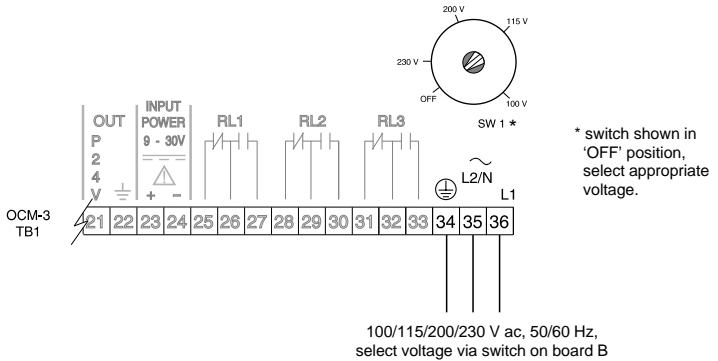 200 V
115 V
230 V
OFF
100 V
SW 1 *
* switch shown in
'OFF' position,
select appropriate
voltage.
OUT
P
2
4
V
INPUT
POWER
9 - 30V
+ -
RL1
RL2
RL3
L2/N
L1
OCM-3
TB1
21 22 23 24 25 26 27 28 29 30 31 32 33 34 35 36
100/115/200/230 V ac, 50/60 Hz,
select voltage via switch on board B